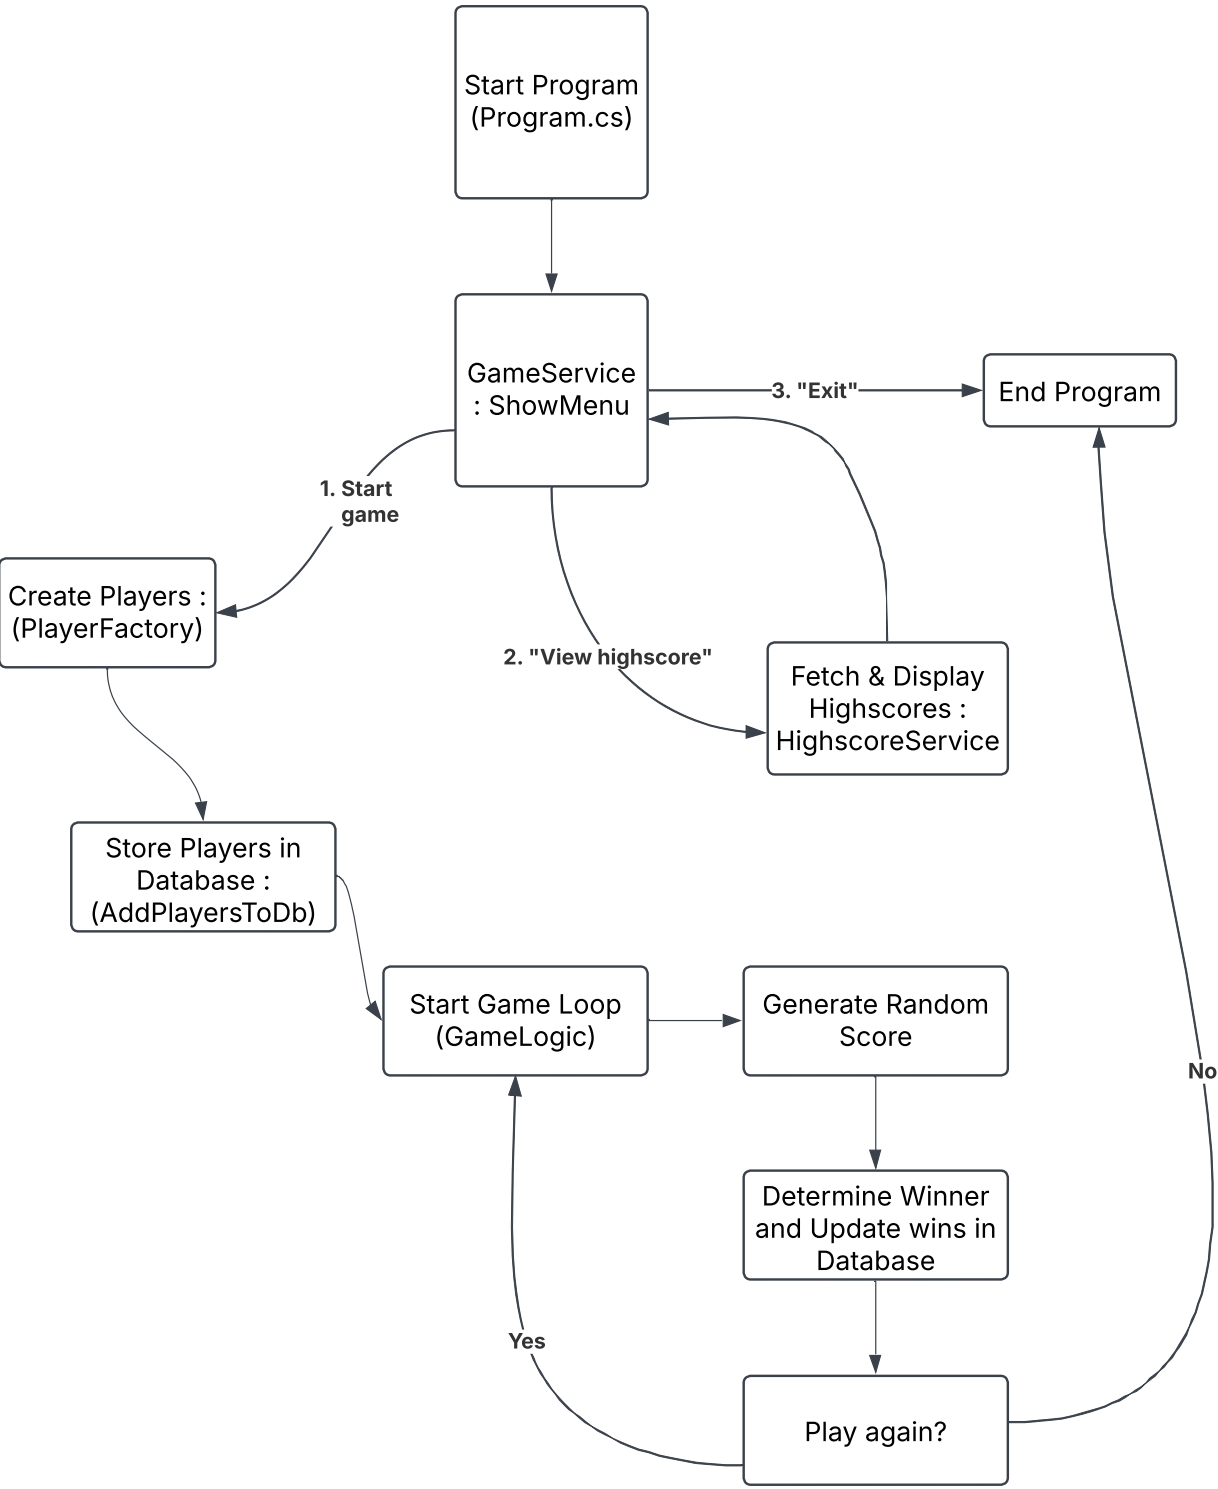 Start Program
(Program.cs)
GameService
: ShowMenu
3. "Exit"
End Program
1. Start
game
Create Players :
(PlayerFactory)
2. "View highscore"
Fetch & Display
Highscores :
HighscoreService
Store Players in
Database :
(AddPlayersToDb)
Start Game Loop
(GameLogic)
Generate Random
Score
No
Determine Winner
and Update wins in
Database
Yes
Play again?